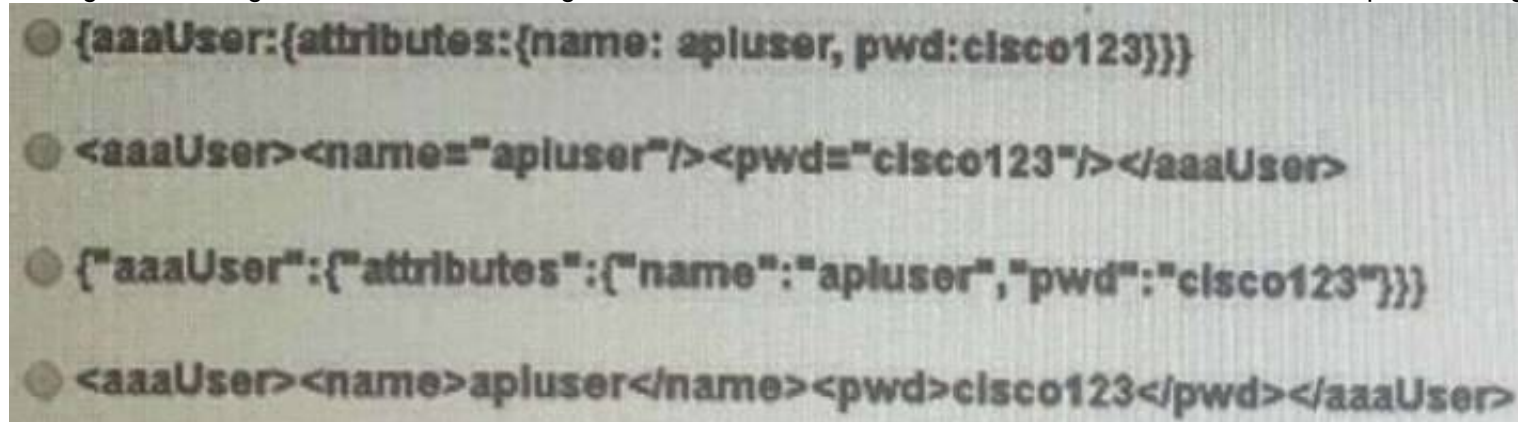 {aaaUser:{attributes:{name: apiuser, pwd:cisco123}}}
<aaaUser><name="apiuser"/><pwd="cisco123"/></aaaUser>
{"aaaUser":{"attributes":{"name":"apiuser","pwd":"cisco123"}}}
<aaaUser><name>apiuser</name><pwd>cisco123</pwd></aaaUser>